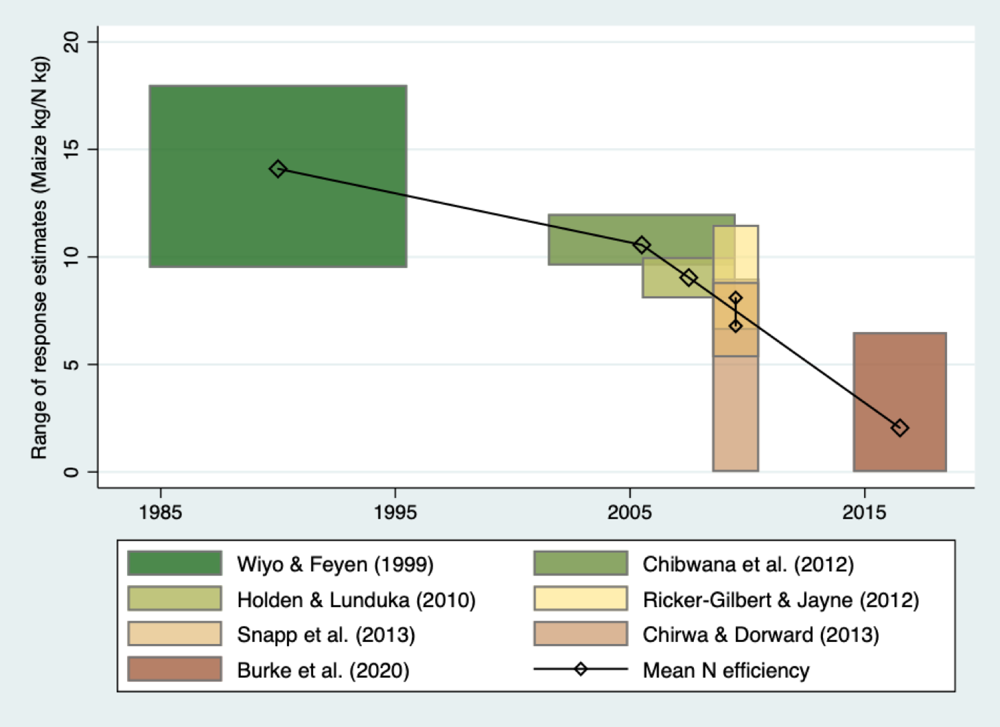 Range of response estimates (Maize kg/N kg)
20
15
10
5
0
1985 1995 2005 2015
Wiyo & Feyen (1999) Chibwana et al. (2012)
Holden & Lunduka (2010) Ricker-Gilbert & Jayne (2012)
Snapp et al. (2013) Chirwa & Dorward (2013)
Burke et al. (2020) Mean N efficiency